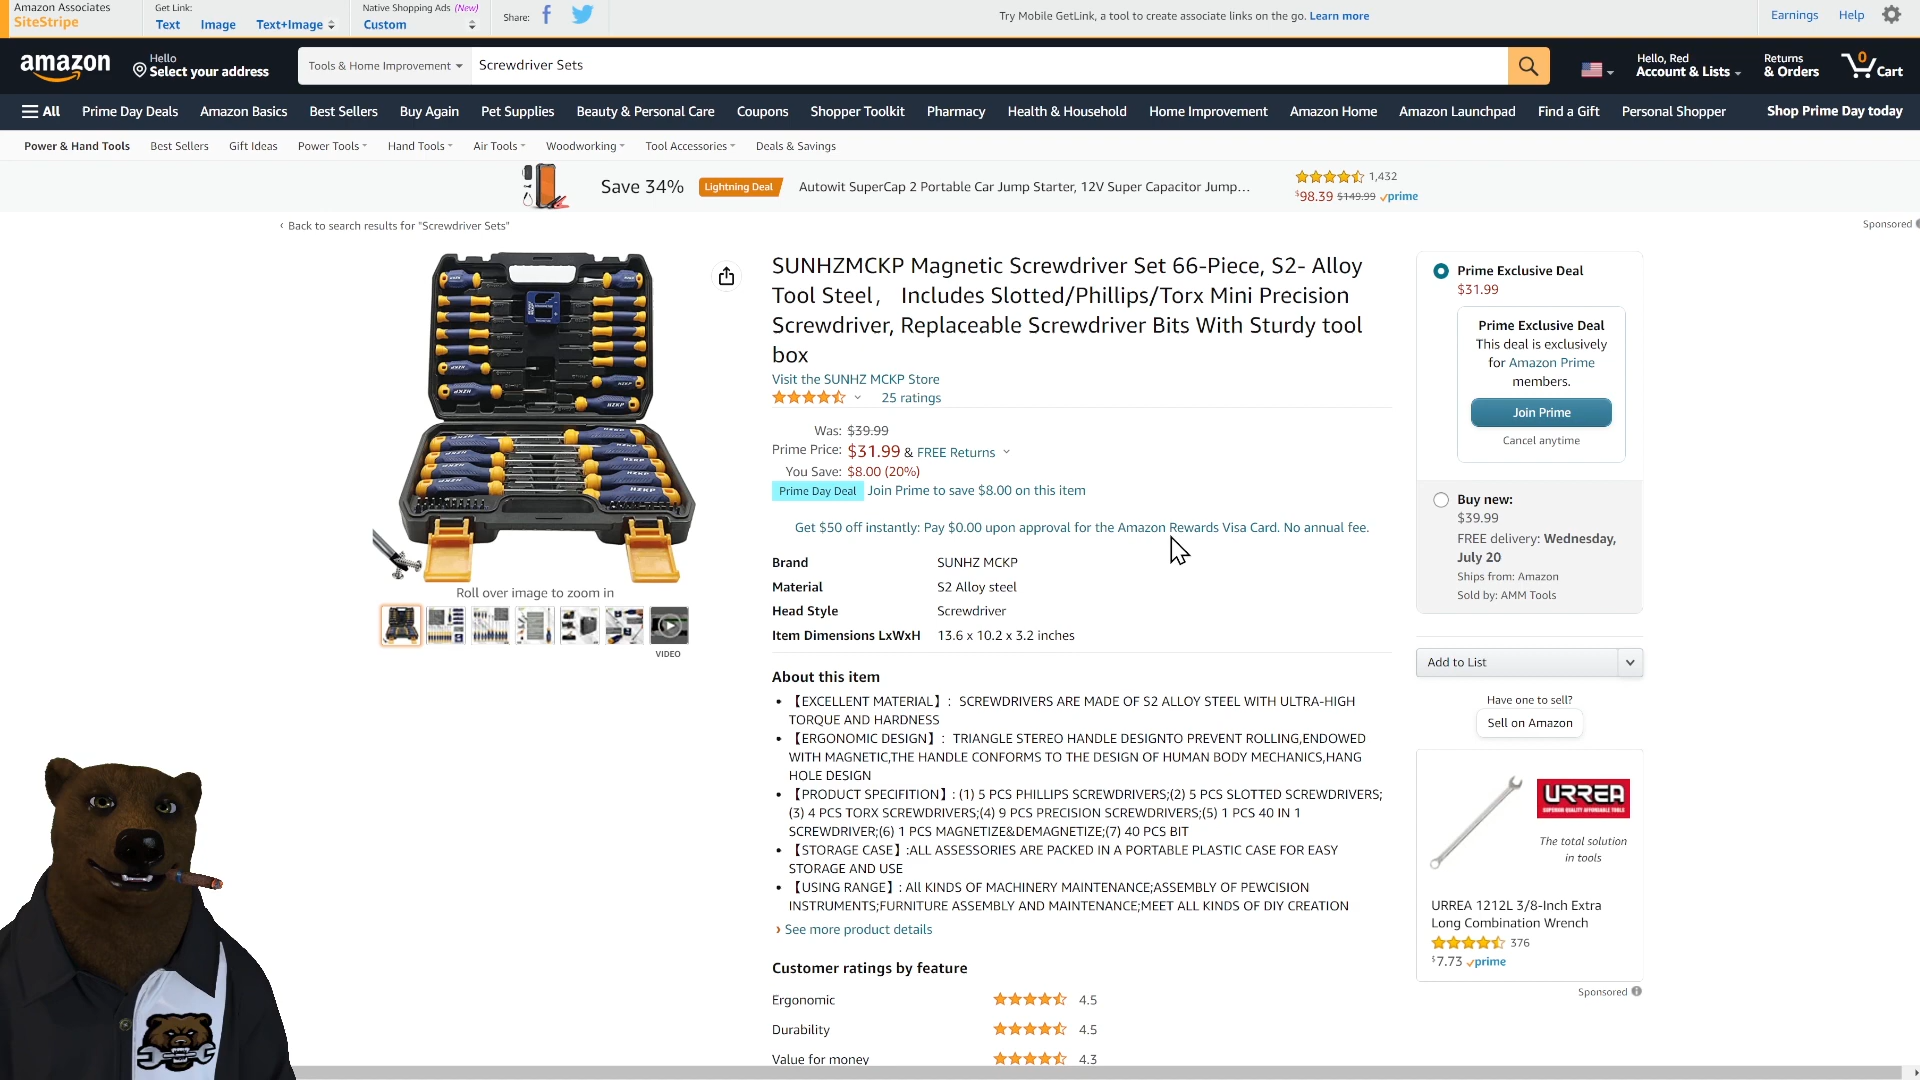 Amazon Associates
SiteStripe
Get Link:
Text Image Text+Image
Native Shopping Ads (New)
Custom
Share:
Try Mobile GetLink, a tool to create associate links on the go. Learn more
Earnings Help
amazon
Hello
Select your address
Tools & Home Improvement
Screwdriver Sets
Hello, Red
Account & Lists
Returns
& Orders
0
Cart
All Prime Day Deals Amazon Basics Best Sellers Buy Again Pet Supplies Beauty & Personal Care Coupons Shopper Toolkit Pharmacy Health & Household Home Improvement Amazon Home Amazon Launchpad Find a Gift Personal Shopper Shop Prime Day today
Power & Hand Tools Best Sellers Gift Ideas Power Tools Hand Tools Air Tools Woodworking Tool Accessories Deals & Savings
Save 34% Lightning Deal Autowit SuperCap 2 Portable Car Jump Starter, 12V Super Capacitor Jump...
1,432
$98.39 $149.99 prime
‹ Back to search results for "Screwdriver Sets"
Sponsored
HZKP
Roll over image to zoom in
VIDEO
SUNHZMCKP Magnetic Screwdriver Set 66-Piece, S2- Alloy
Tool Steel， Includes Slotted/Phillips/Torx Mini Precision
Screwdriver, Replaceable Screwdriver Bits With Sturdy tool
box
Visit the SUNHZ MCKP Store
25 ratings
Was: $39.99
Prime Price: $31.99 & FREE Returns
You Save: $8.00 (20%)
Prime Day Deal Join Prime to save $8.00 on this item
Get $50 off instantly: Pay $0.00 upon approval for the Amazon Rewards Visa Card. No annual fee.
Brand SUNHZ MCKP
Material S2 Alloy steel
Head Style Screwdriver
Item Dimensions LxWxH 13.6 x 10.2 x 3.2 inches
About this item
• 【EXCELLENT MATERIAL】: SCREWDRIVERS ARE MADE OF S2 ALLOY STEEL WITH ULTRA-HIGH
TORQUE AND HARDNESS
• 【ERGONOMIC DESIGN】: TRIANGLE STEREO HANDLE DESIGNTO PREVENT ROLLING,ENDOWED
WITH MAGNETIC,THE HANDLE CONFORMS TO THE DESIGN OF HUMAN BODY MECHANICS,HANG
HOLE DESIGN
• 【PRODUCT SPECIFITION】: (1) 5 PCS PHILLIPS SCREWDRIVERS;(2) 5 PCS SLOTTED SCREWDRIVERS;
(3) 4 PCS TORX SCREWDRIVERS;(4) 9 PCS PRECISION SCREWDRIVERS;(5) 1 PCS 40 IN 1
SCREWDRIVER;(6) 1 PCS MAGNETIZE&DEMAGNETIZE;(7) 40 PCS BIT
• 【STORAGE CASE】:ALL ASSESSORIES ARE PACKED IN A PORTABLE PLASTIC CASE FOR EASY
STORAGE AND USE
• 【USING RANGE】: All KINDS OF MACHINERY MAINTENANCE;ASSEMBLY OF PEWCISION
INSTRUMENTS;FURNITURE ASSEMBLY AND MAINTENANCE;MEET ALL KINDS OF DIY CREATION
› See more product details
Customer ratings by feature
Ergonomic 4.5
Durability 4.5
Value for money 4.3
Prime Exclusive Deal
$31.99
Prime Exclusive Deal
This deal is exclusively
for Amazon Prime
members.
Join Prime
Cancel anytime
Buy new:
$39.99
FREE delivery: Wednesday,
July 20
Ships from: Amazon
Sold by: AMM Tools
Add to List
Have one to sell?
Sell on Amazon
URREA
SUPERIOR QUALITY AFFORDABLE TOOLS
The total solution
in tools
URREA 1212L 3/8-Inch Extra
Long Combination Wrench
376
$7.73 prime
Sponsored